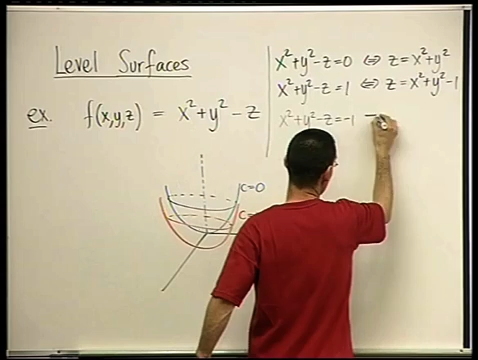 Level Surfaces
ex. f(x,y,z) = x²+y²-z
x²+y²-z=0 ⇔ z=x²+y²
x²+y²-z=1 ⇔ z=x²+y²-1
x²+y²-z=-1
c=0
c=